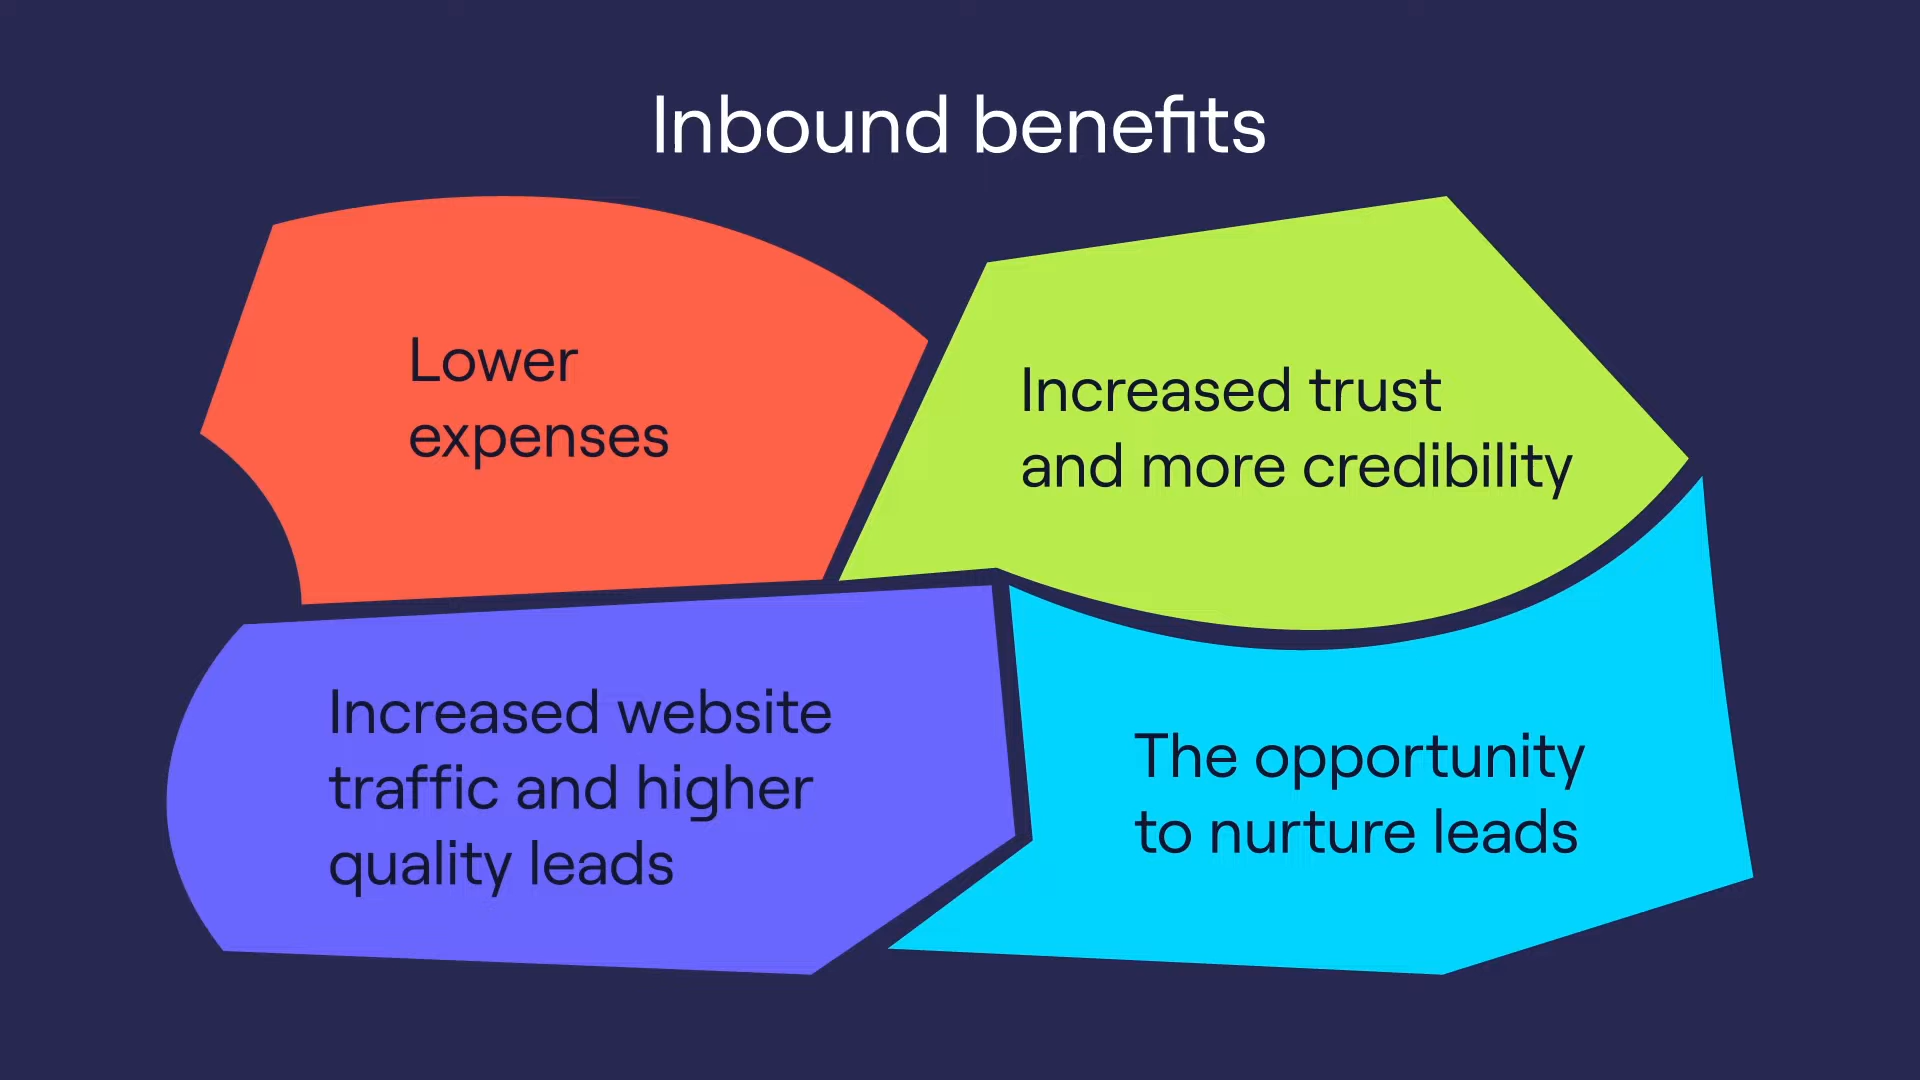 Inbound benefits
Lower
expenses
Increased trust
and more credibility
Increased website
traffic and higher
quality leads
The opportunity
to nurture leads